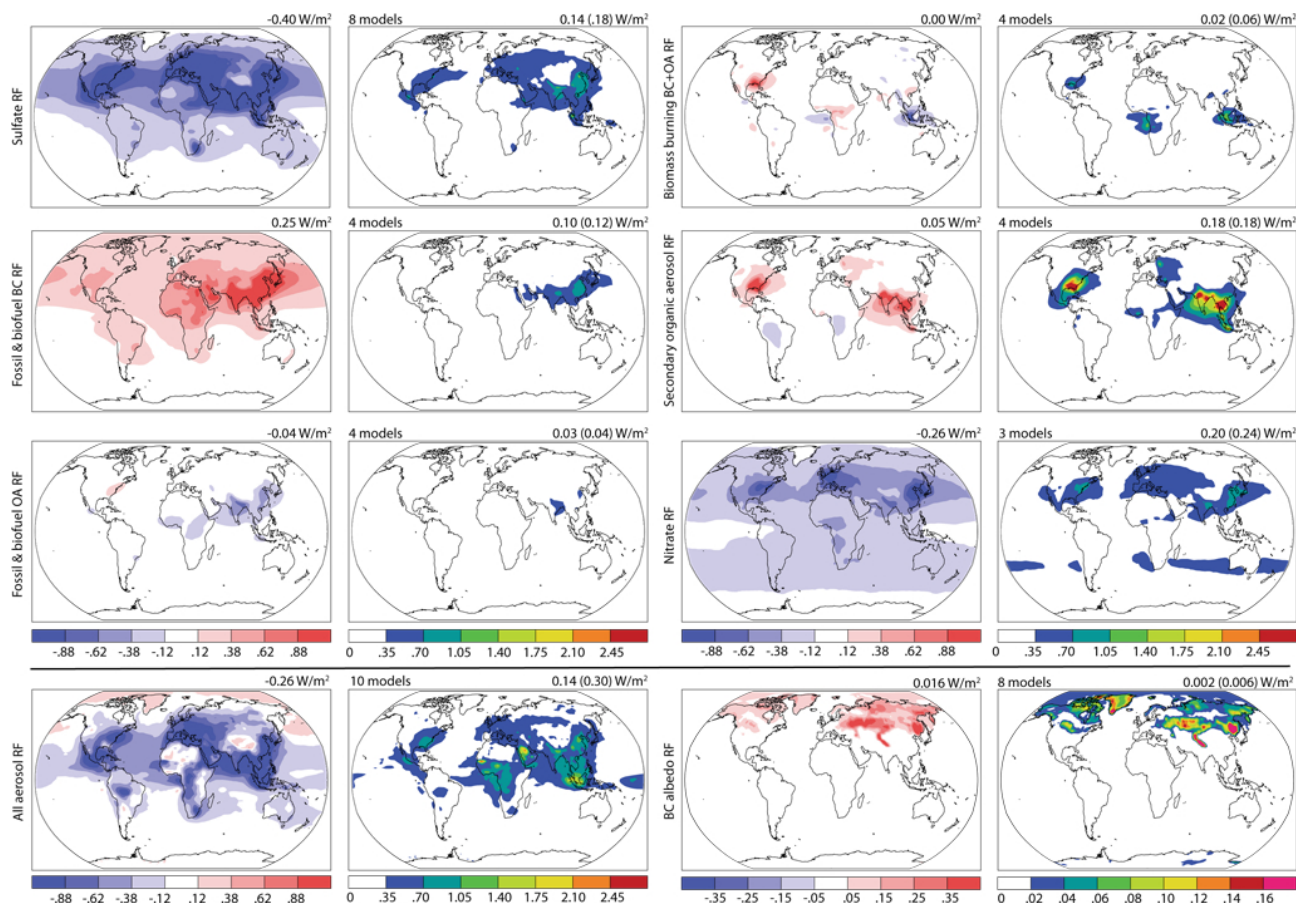 -0.40 W/m²
8 models
0.14 (.18) W/m²
0.00 W/m²
4 models
0.02 (0.06) W/m²
Sulfate RF
Biomass burning BC+OA RF
0.25 W/m²
4 models
0.10 (0.12) W/m²
0.05 W/m²
4 models
0.18 (0.18) W/m²
Fossil & biofuel BC RF
Secondary organic aerosol RF
-0.04 W/m²
4 models
0.03 (0.04) W/m²
-0.26 W/m²
3 models
0.20 (0.24) W/m²
Fossil & biofuel OA RF
Nitrate RF
-.88 -.62 -.38 -.12 .12 .38 .62 .88
0 .35 .70 1.05 1.40 1.75 2.10 2.45
-.88 -.62 -.38 -.12 .12 .38 .62 .88
0 .35 .70 1.05 1.40 1.75 2.10 2.45
-0.26 W/m²
10 models
0.14 (0.30) W/m²
0.016 W/m²
8 models
0.002 (0.006) W/m²
All aerosol RF
BC albedo RF
-.88 -.62 -.38 -.12 .12 .38 .62 .88
0 .35 .70 1.05 1.40 1.75 2.10 2.45
-.35 -.25 -.15 -.05 .05 .15 .25 .35
0 .02 .04 .06 .08 .10 .12 .14 .16